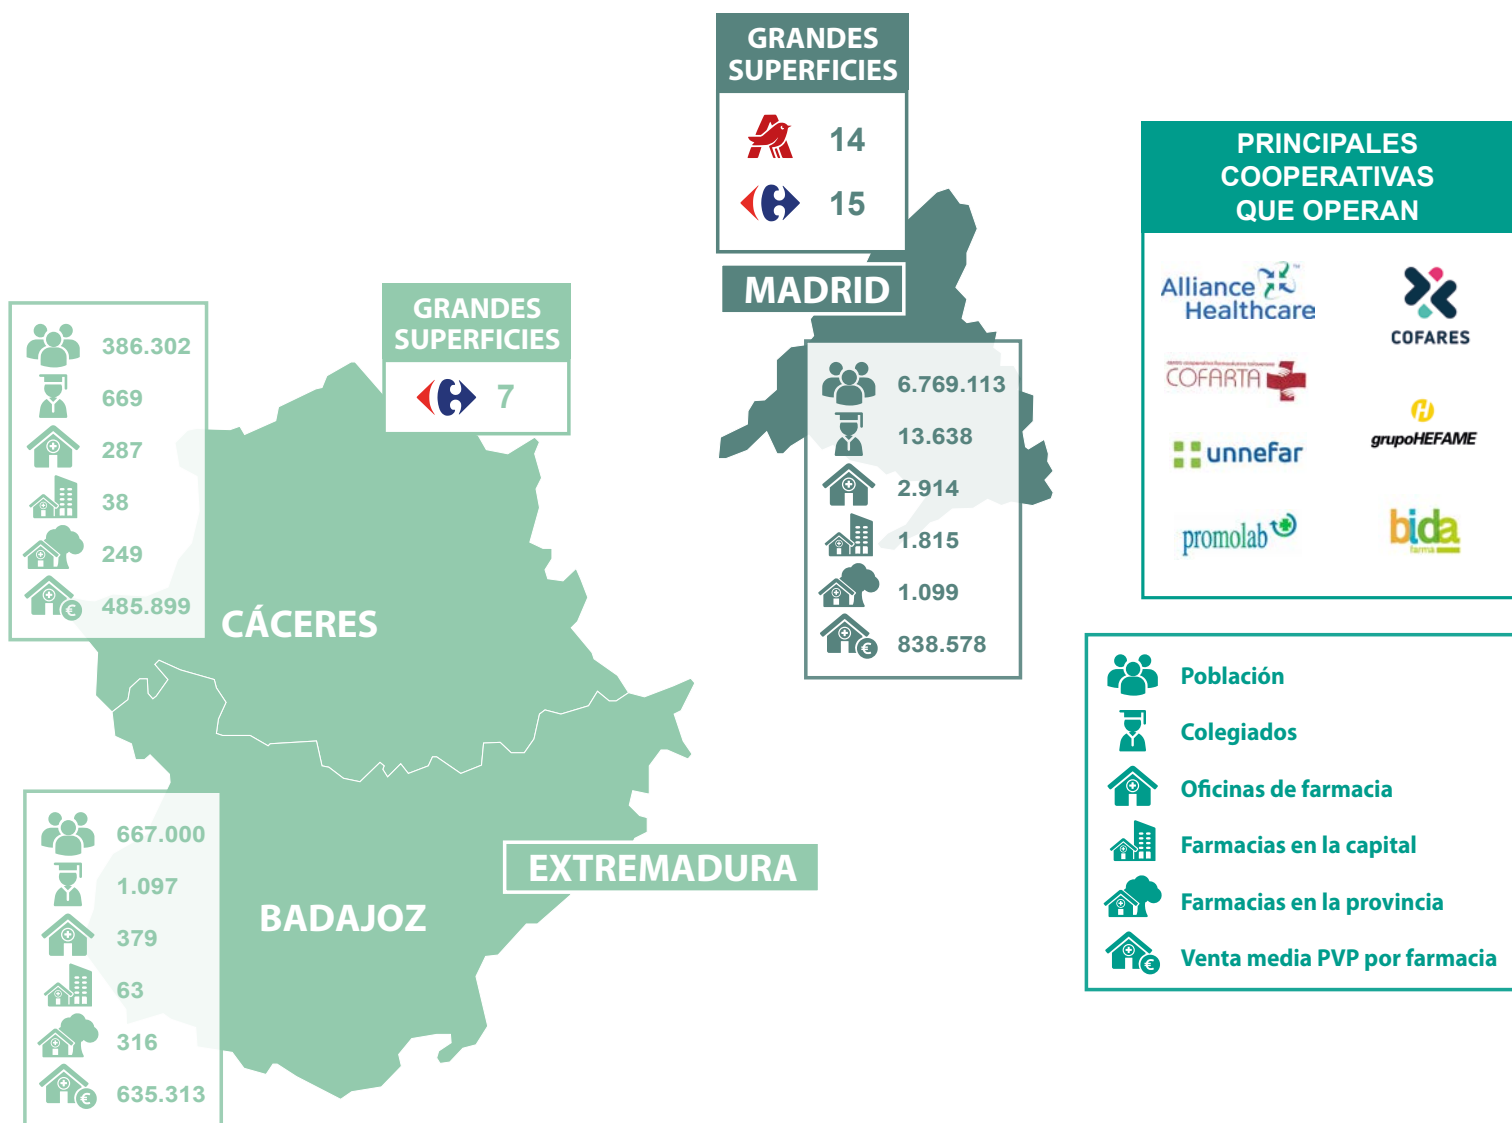 GRANDES
SUPERFICIES
14
15
MADRID
6.769.113
13.638
2.914
1.815
1.099
838.578
GRANDES
SUPERFICIES
7
386.302
669
287
38
249
485.899
CÁCERES
667.000
1.097
379
63
316
635.313
BADAJOZ
EXTREMADURA
PRINCIPALES
COOPERATIVAS
QUE OPERAN
Alliance
Healthcare
COFARES
COFARTA
grupoHEFAME
unnefar
promolab
bida
farma
Población
Colegiados
Oficinas de farmacia
Farmacias en la capital
Farmacias en la provincia
Venta media PVP por farmacia